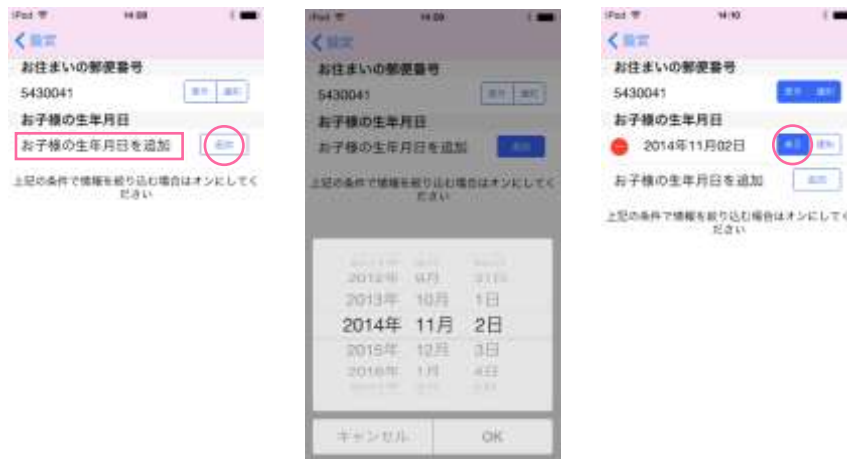 iPod 14:09
設定
お住まいの郵便番号
5430041
お子様の生年月日
お子様の生年月日を追加 追加
上記の条件で情報を絞り込む場合はオンにしてく
ださい
iPod 14:09
設定
お住まいの郵便番号
5430041
お子様の生年月日
お子様の生年月日を追加 追加
上記の条件で情報を絞り込む場合はオンにしてく
ださい
2012年 9月 31日
2013年 10月 1日
2014年 11月 2日
2015年 12月 3日
2016年 1月 4日
キャンセル OK
iPod 14:10
設定
お住まいの郵便番号
5430041
お子様の生年月日
2014年11月02日
お子様の生年月日を追加 追加
上記の条件で情報を絞り込む場合はオンにしてく
ださい